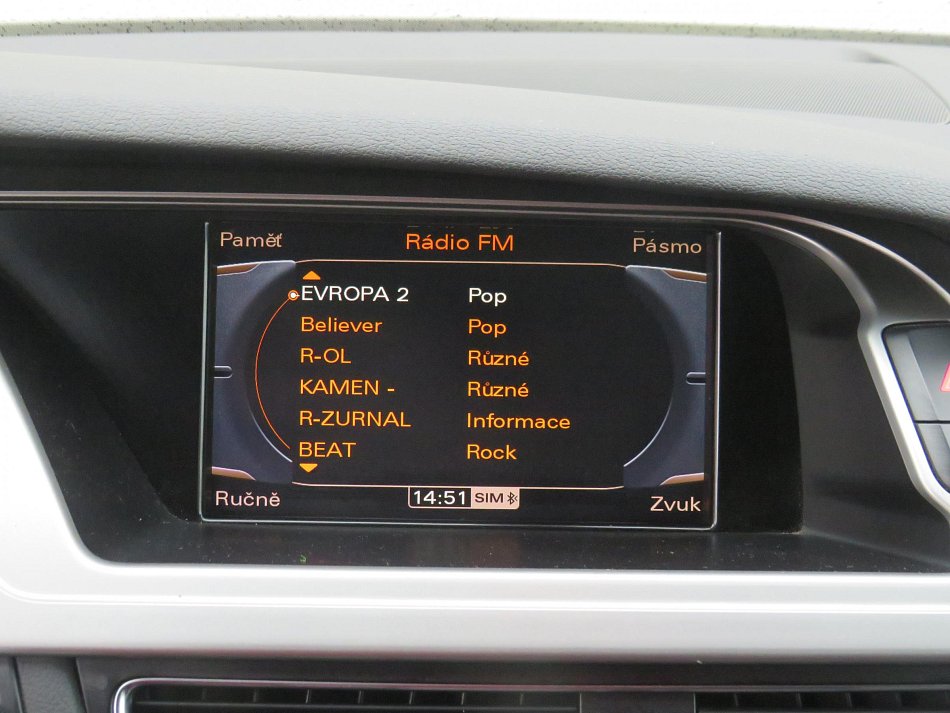 Paměť Rádio FM Pásmo
EVROPA 2 Pop
Believer Pop
R-OL Různé
KAMEN - Různé
R-ZURNAL Informace
BEAT Rock
Ručně 14:51 SIM Zvuk